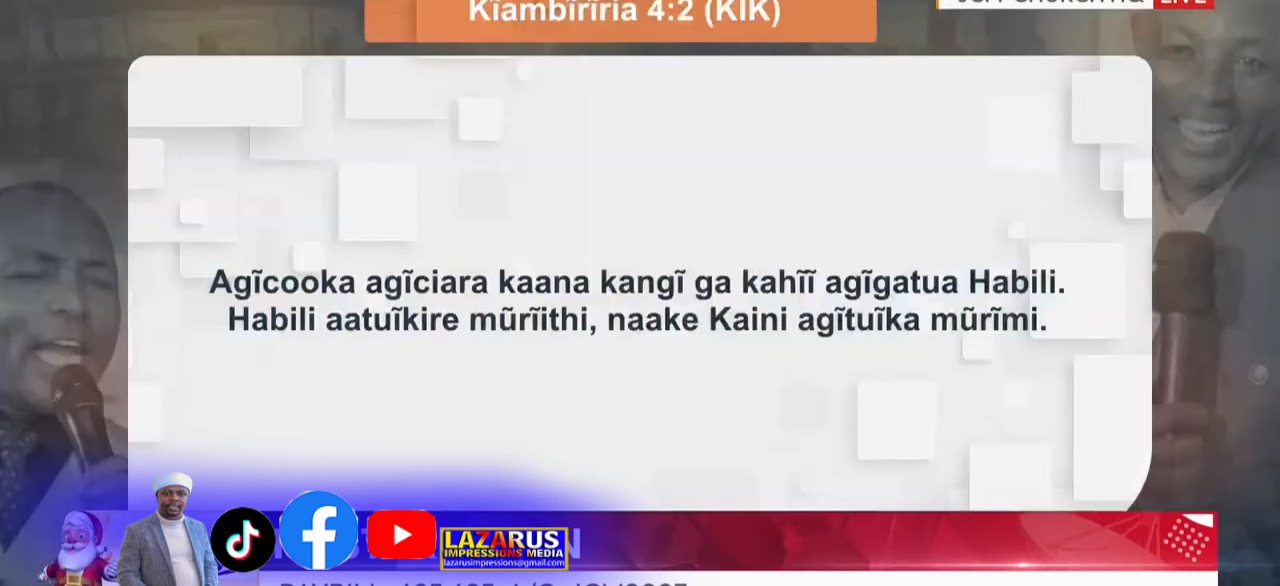 Kĩambĩrĩria 4:2 (KIK)
LIVE
Agĩcooka agĩciara kaana kangĩ ga kahĩĩ agĩgatua Habili.
Habili aatuĩkire mũrĩithi, naake Kaini agĩtuĩka mũrĩmi.
LAZARUS
IMPRESSIONS MEDIA
lazarusimpressions@gmail.com